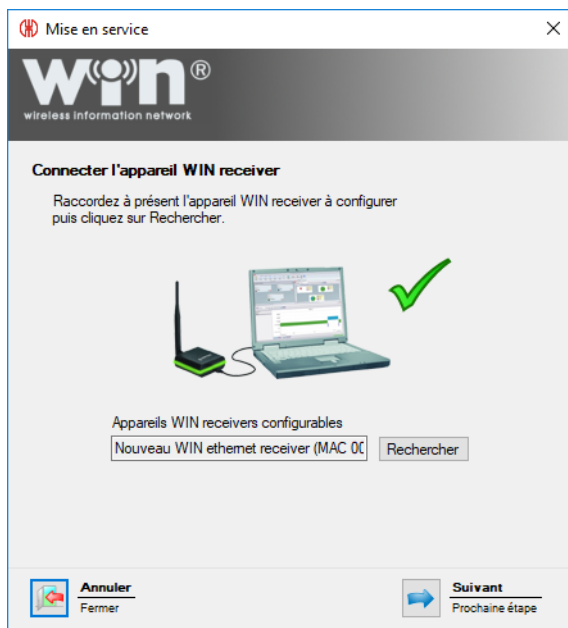 Mise en service
WIN®
wireless information network
Connecter l'appareil WIN receiver
Raccordez à présent l'appareil WIN receiver à configurer
puis cliquez sur Rechercher.
Appareils WIN receivers configurables
Nouveau WIN ethernet receiver (MAC 00
Rechercher
Annuler
Fermer
Suivant
Prochaine étape